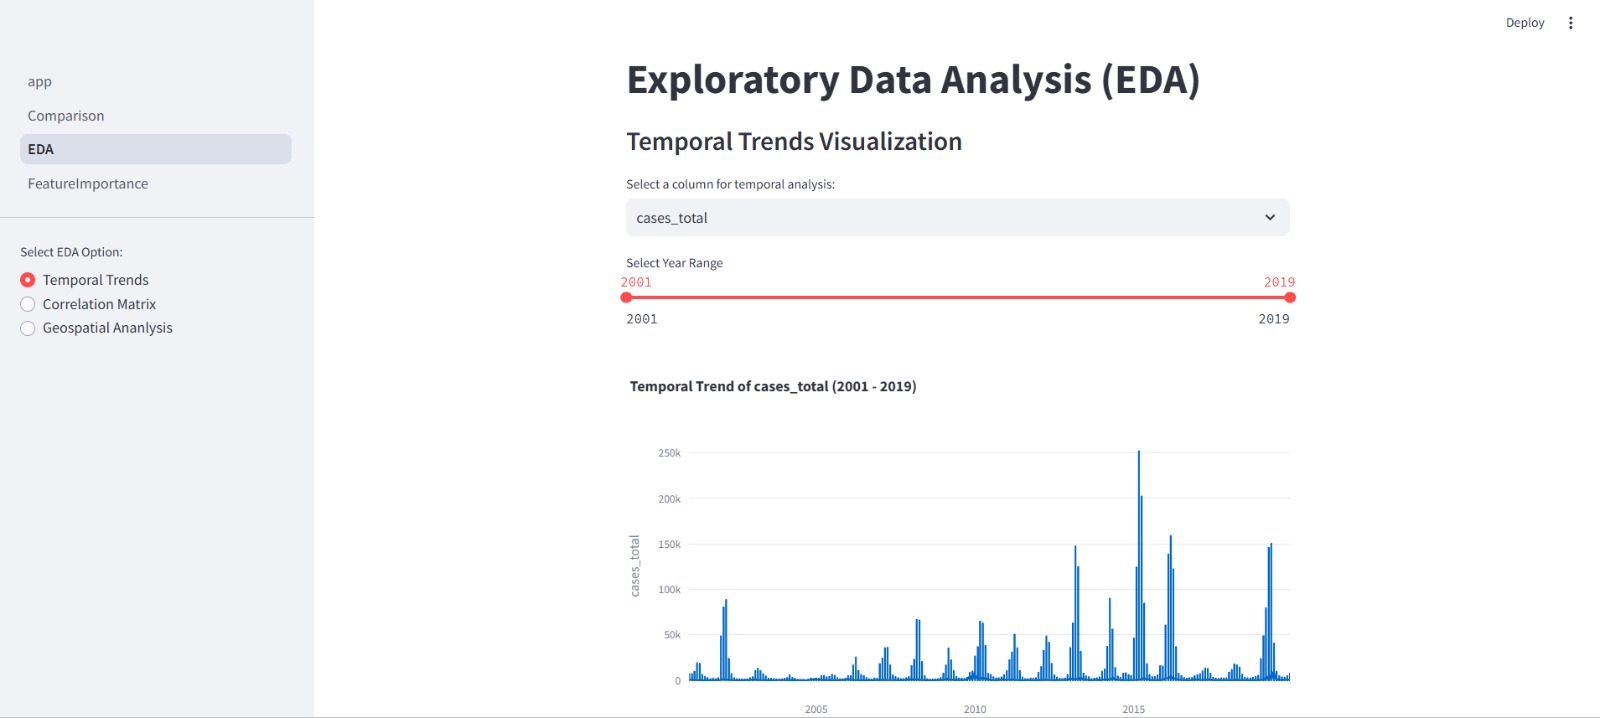 Deploy
app
Comparison
EDA
FeatureImportance
Select EDA Option:
Temporal Trends
Correlation Matrix
Geospatial Ananlysis
Exploratory Data Analysis (EDA)
Temporal Trends Visualization
Select a column for temporal analysis:
cases_total
Select Year Range
2001 2019
2001 2019
Temporal Trend of cases_total (2001 - 2019)
250k
200k
150k
100k
50k
0
cases_total
2005 2010 2015